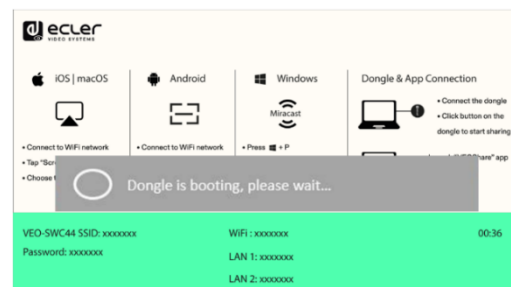 ecler
VIDEO SYSTEMS
iOS | macOS
Android
Windows
Dongle & App Connection
Miracast
• Connect to WiFi network
• Tap "Scr
• Choose
• Connect to WiFi network
• Press + P
• Connect the dongle
• Click button on the
dongle to start sharing
Share" app
Dongle is booting, please wait...
VEO-SWC44 SSID: xxxxxxx
Password: xxxxxxx
WiFi : xxxxxxx
LAN 1: xxxxxxx
LAN 2: xxxxxxx
00:36